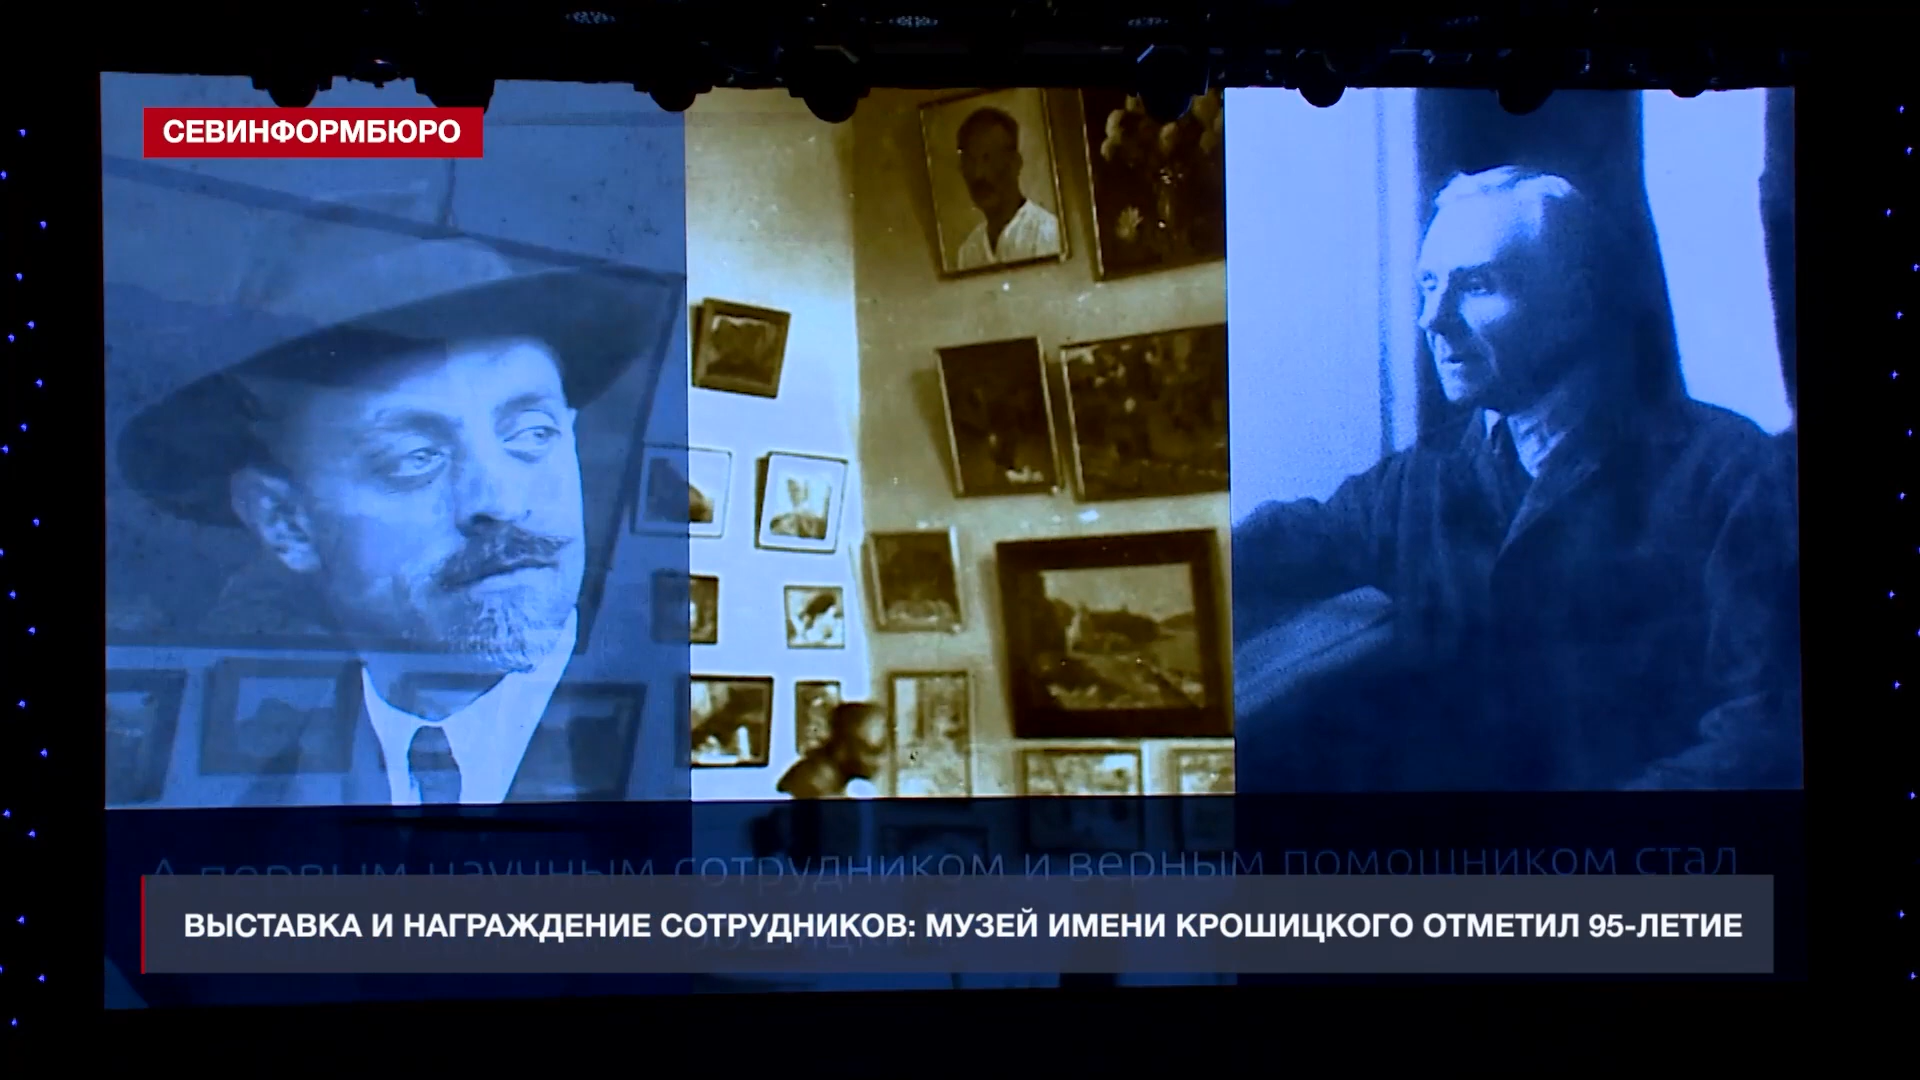 СЕВИНФОРМБЮРО
А первым научным сотрудником и верным помощником стал
ВЫСТАВКА И НАГРАЖДЕНИЕ СОТРУДНИКОВ: МУЗЕЙ ИМЕНИ КРОШИЦКОГО ОТМЕТИЛ 95-ЛЕТИЕ